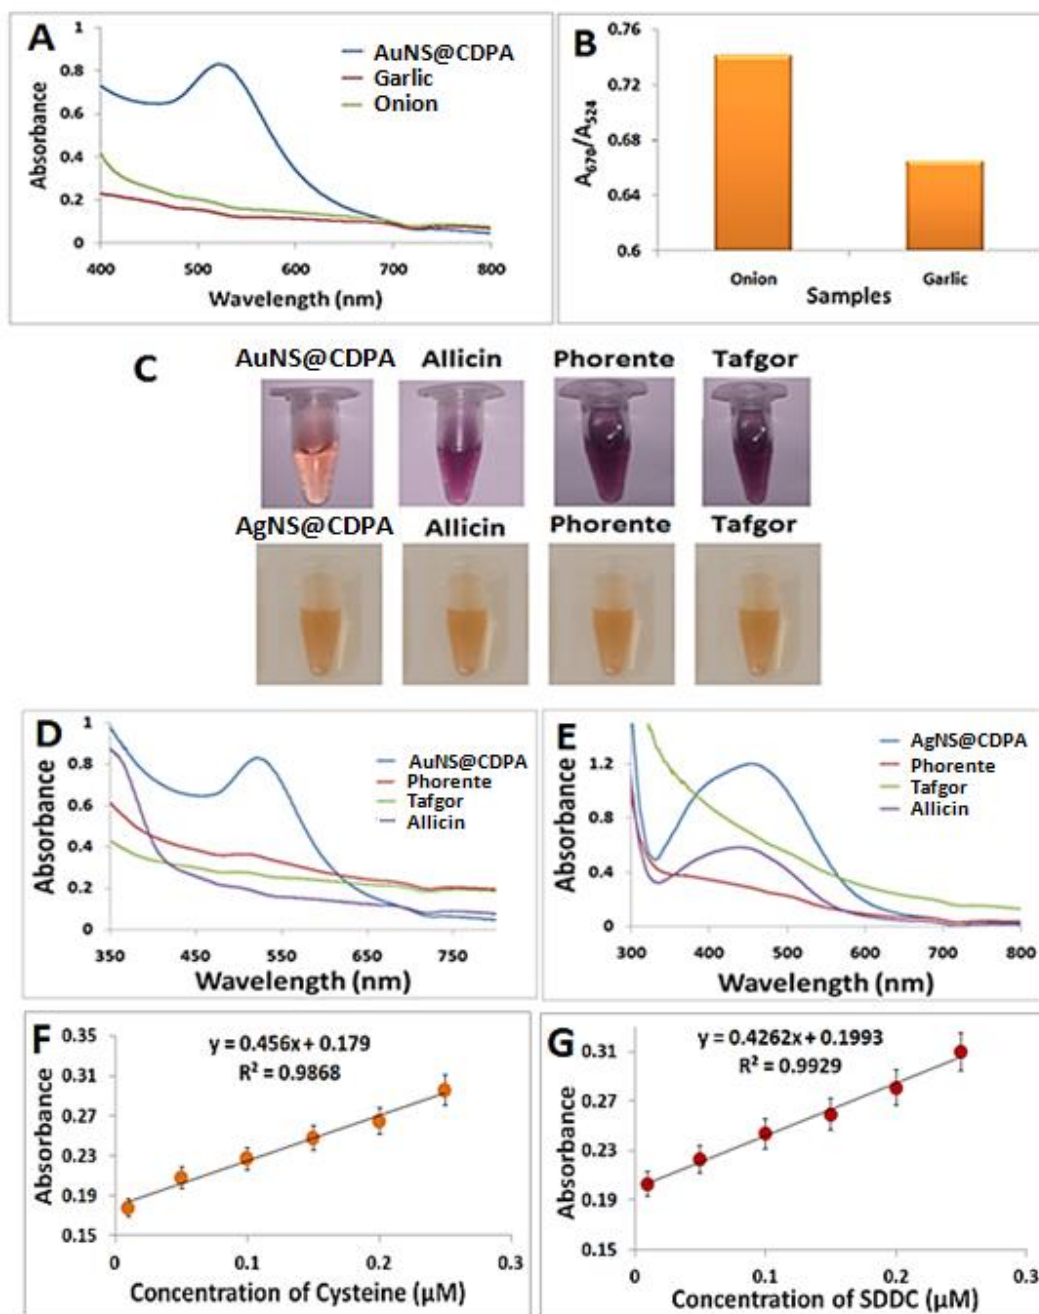 A
1
0.8
0.6
0.4
0.2
0
400
500
600
700
800
Absorbance
Wavelength (nm)
AuNS@CDPA
Garlic
Onion
B
0.76
0.72
0.68
0.64
0.6
A670/A524
Onion
Garlic
Samples
C
AuNS@CDPA
Allicin
Phorente
Tafgor
AgNS@CDPA
Allicin
Phorente
Tafgor
D
1
0.8
0.6
0.4
0.2
0
350
450
550
650
750
Absorbance
Wavelength (nm)
AuNS@CDPA
Phorente
Tafgor
Allicin
E
1.2
0.8
0.4
0
300
400
500
600
700
800
Absorbance
Wavelength (nm)
AgNS@CDPA
Phorente
Tafgor
Allicin
F
y = 0.456x + 0.179
R² = 0.9868
0.35
0.31
0.27
0.23
0.19
0.15
0
0.1
0.2
0.3
Absorbance
Concentration of Cysteine (µM)
G
y = 0.4262x + 0.1993
R² = 0.9929
0.31
0.27
0.23
0.19
0.15
0
0.1
0.2
0.3
Absorbance
Concentration of SDDC (µM)